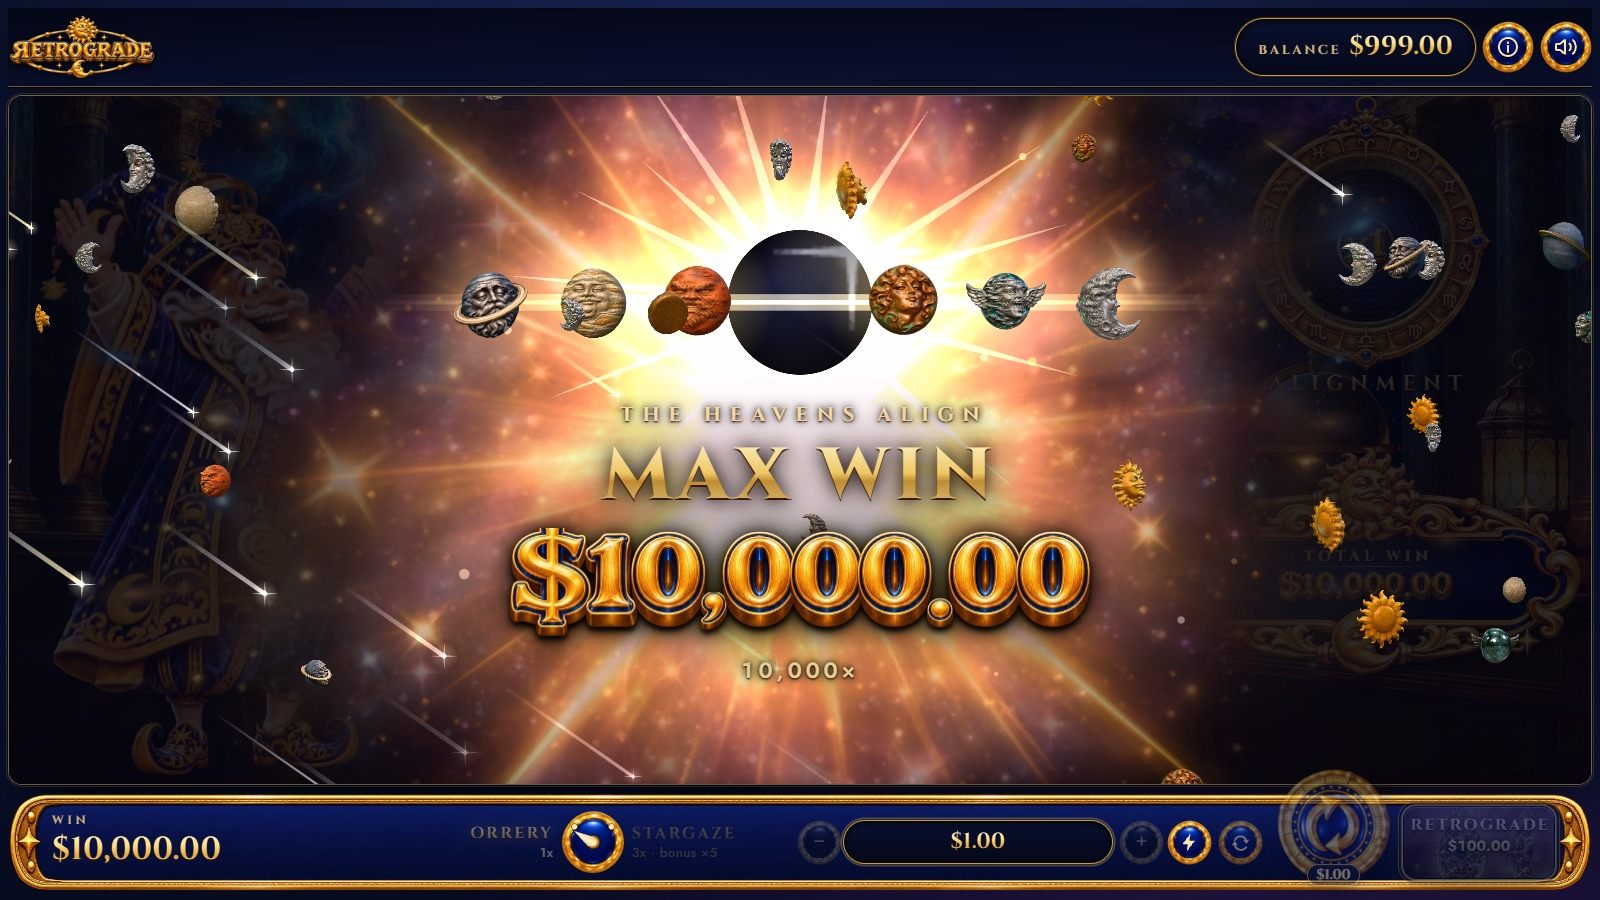 RETROGRADE
BALANCE $999.00
THE HEAVENS ALIGN
MAX WIN
$10,000.00
10,000×
ALIGNMENT
TOTAL WIN
$10,000.00
WIN
$10,000.00
ORRERY
1x
STARGAZE
3x · bonus ×5
− $1.00 +
$1.00
RETROGRADE
$100.00